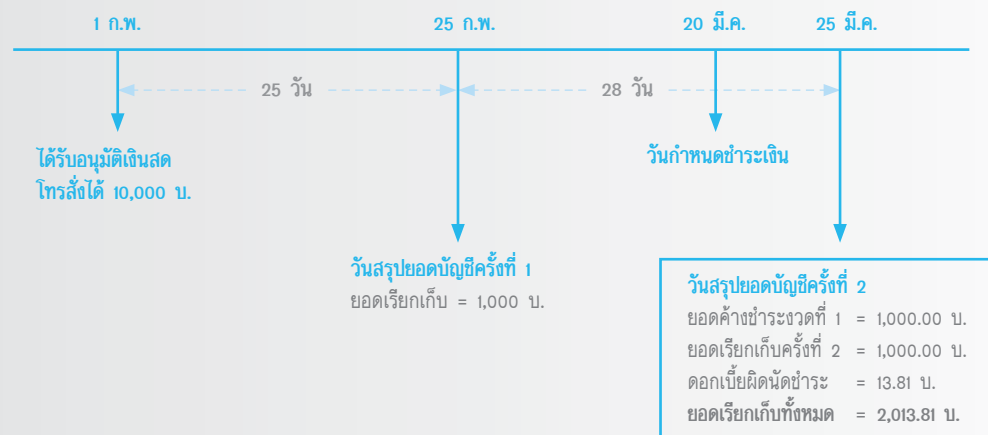 1 ก.พ. 25 ก.พ. 20 มี.ค. 25 มี.ค.
25 วัน 28 วัน
ได้รับอนุมัติเงินสด
โทรสั่งได้ 10,000 บ.
วันกำหนดชำระเงิน
วันสรุปยอดบัญชีครั้งที่ 1
ยอดเรียกเก็บ = 1,000 บ.
วันสรุปยอดบัญชีครั้งที่ 2
ยอดค้างชำระงวดที่ 1 = 1,000.00 บ.
ยอดเรียกเก็บครั้งที่ 2 = 1,000.00 บ.
ดอกเบี้ยผิดนัดชำระ = 13.81 บ.
ยอดเรียกเก็บทั้งหมด = 2,013.81 บ.